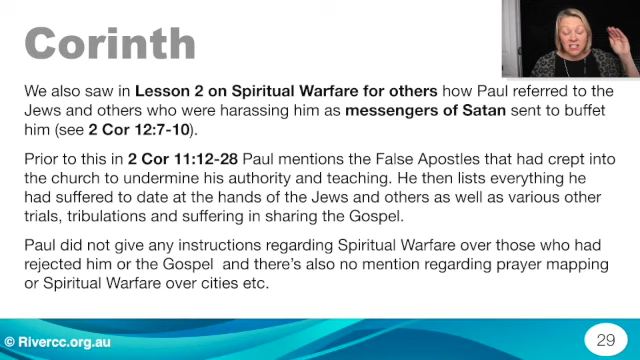 Corinth
We also saw in Lesson 2 on Spiritual Warfare for others how Paul referred to the
Jews and others who were harassing him as messengers of Satan sent to buffet
him (see 2 Cor 12:7-10).
Prior to this in 2 Cor 11:12-28 Paul mentions the False Apostles that had crept into
the church to undermine his authority and teaching. He then lists everything he
had suffered to date at the hands of the Jews and others as well as various other
trials, tribulations and suffering in sharing the Gospel.
Paul did not give any instructions regarding Spiritual Warfare over those who had
rejected him or the Gospel and there's also no mention regarding prayer mapping
or Spiritual Warfare over cities etc.
© Rivercc.org.au
29